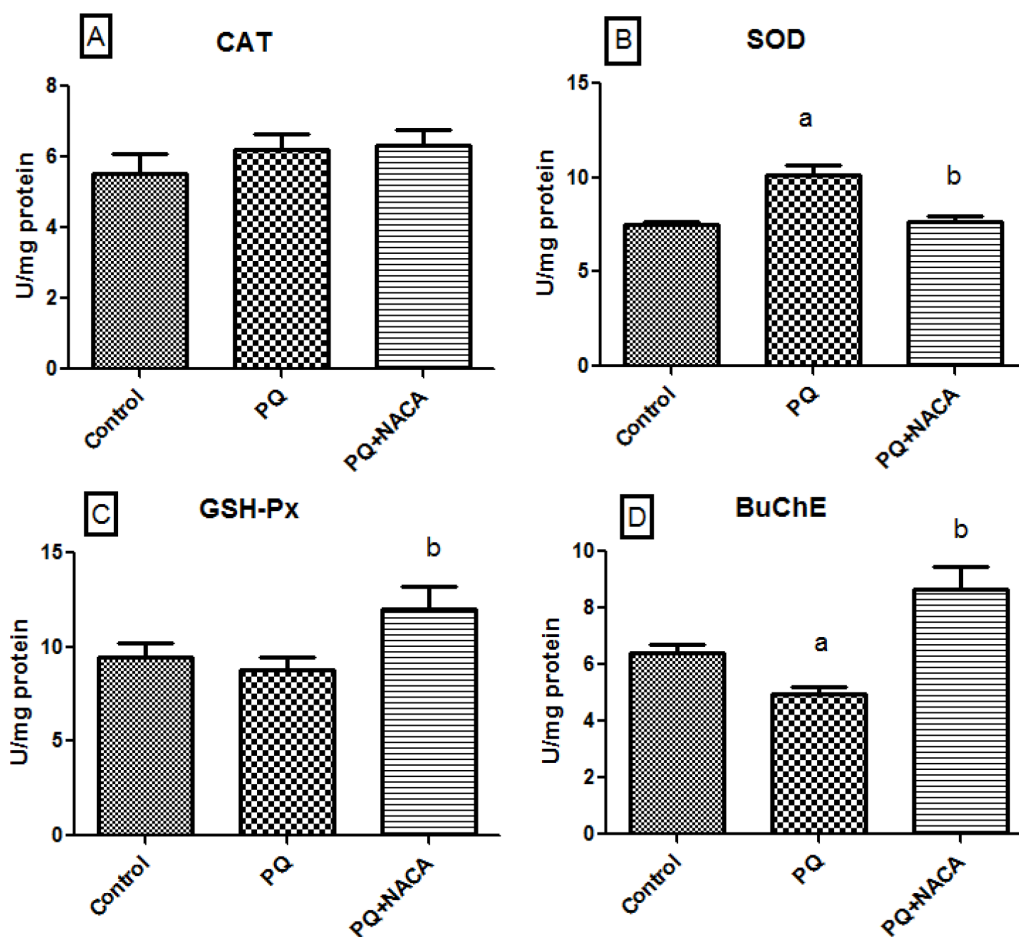 A
CAT
U/mg protein
8
6
4
2
0
Control
PQ
PQ+NACA
B
SOD
U/mg protein
15
10
5
0
a
b
Control
PQ
PQ+NACA
C
GSH-Px
U/mg protein
15
10
5
0
b
Control
PQ
PQ+NACA
D
BuChE
U/mg protein
10
8
6
4
2
0
a
b
Control
PQ
PQ+NACA